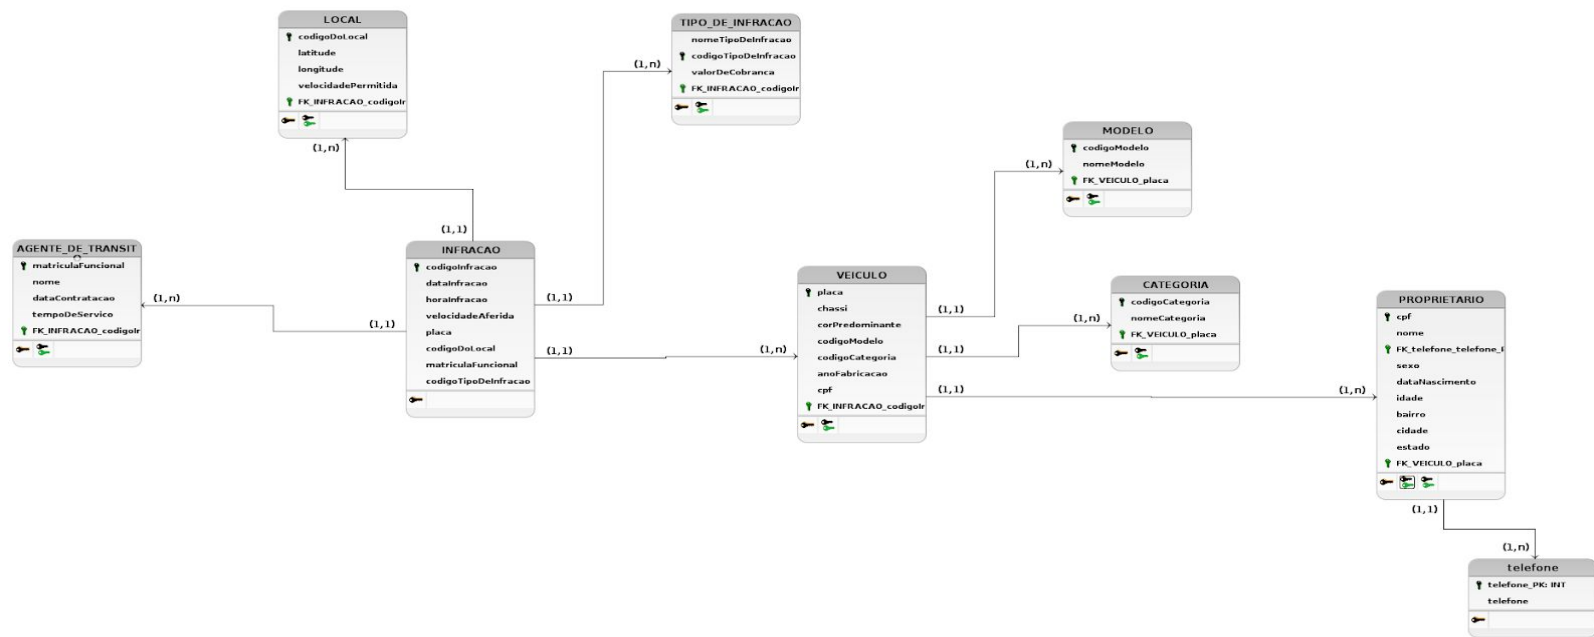 LOCAL
codigoDoLocal
latitude
longitude
velocidadePermitida
FK_INFRACAO_codigoIr
(1,n)
TIPO_DE_INFRACAO
nomeTipoDeInfracao
codigoTipoDeInfracao
valorDeCobranca
FK_INFRACAO_codigoIr
(1,n)
MODELO
codigoModelo
nomeModelo
FK_VEICULO_placa
(1,n)
AGENTE_DE_TRANSIT
matriculaFuncional
nome
dataContratacao
tempoDeServico
FK_INFRACAO_codigoIr
(1,n)
(1,1)
(1,1)
INFRACAO
codigoInfracao
dataInfracao
horaInfracao
velocidadeAferida
placa
codigoDoLocal
matriculaFuncional
codigoTipoDeInfracao
(1,1)
(1,1)
(1,n)
VEICULO
placa
chassi
corPredominante
codigoModelo
codigoCategoria
anoFabricacao
cpf
FK_INFRACAO_codigoIr
(1,1)
(1,1)
(1,1)
(1,n)
CATEGORIA
codigoCategoria
nomeCategoria
FK_VEICULO_placa
(1,n)
PROPRIETARIO
cpf
nome
FK_telefone_telefone_
sexo
dataNascimento
idade
bairro
cidade
estado
FK_VEICULO_placa
(1,1)
(1,n)
telefone
telefone_PK: INT
telefone